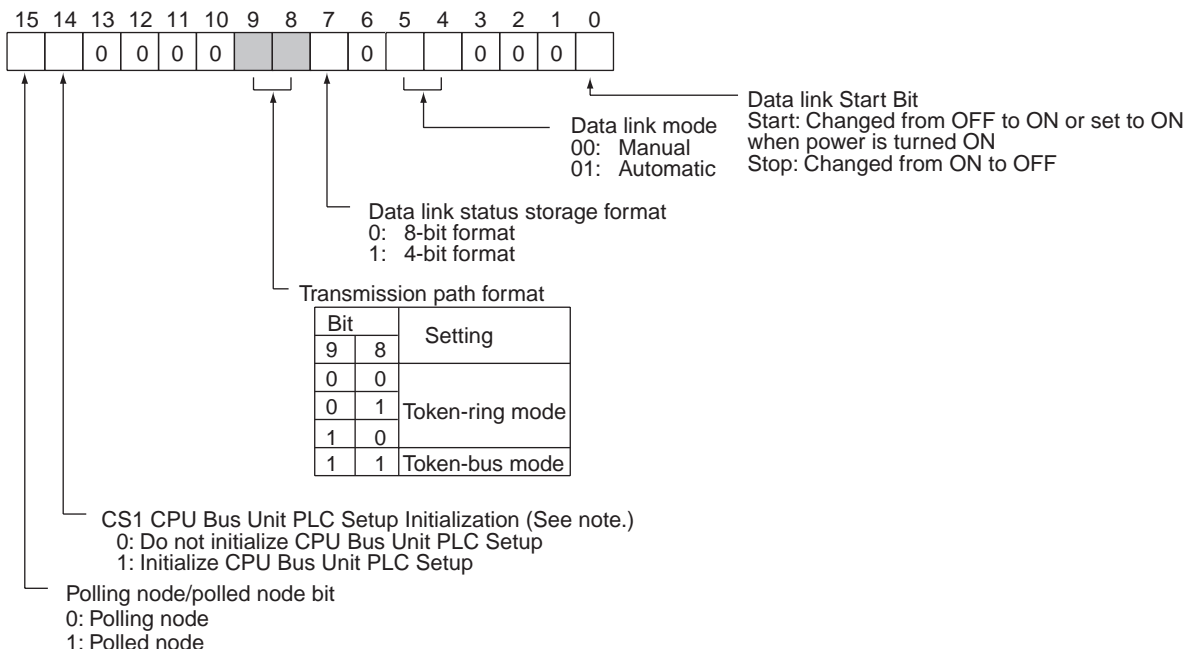 15 14 13 12 11 10 9 8 7 6 5 4 3 2 1 0
0 0 0 0 0 0 0 0
Data link Start Bit
Start: Changed from OFF to ON or set to ON
when power is turned ON
Stop: Changed from ON to OFF
Data link mode
00: Manual
01: Automatic
Data link status storage format
0: 8-bit format
1: 4-bit format
Transmission path format
Bit Setting
9 8
0 0
0 1 Token-ring mode
1 0
1 1 Token-bus mode
CS1 CPU Bus Unit PLC Setup Initialization (See note.)
0: Do not initialize CPU Bus Unit PLC Setup
1: Initialize CPU Bus Unit PLC Setup
Polling node/polled node bit
0: Polling node
1: Polled node